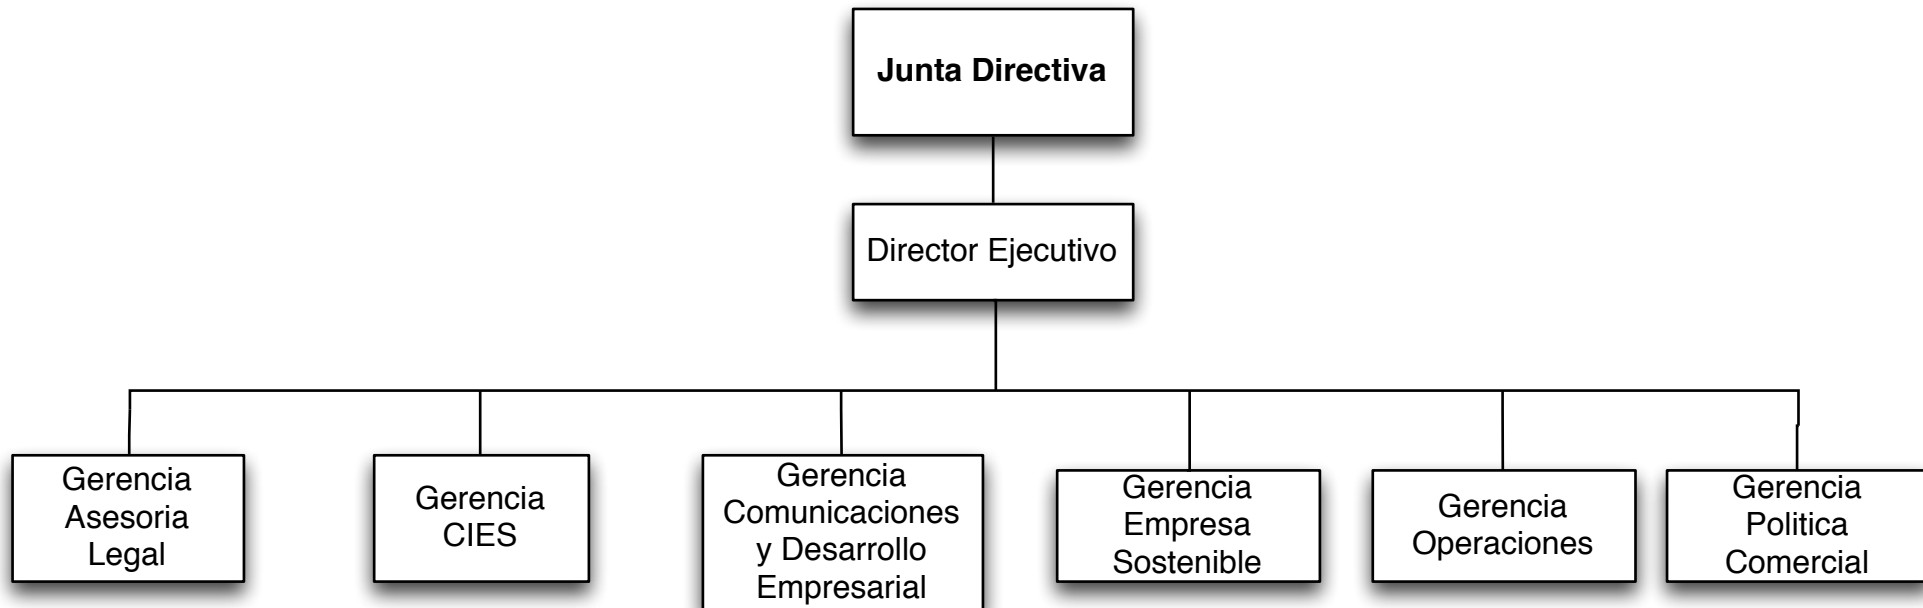 Junta Directiva
Director Ejecutivo
Gerencia
Asesoria
Legal
Gerencia
CIES
Gerencia
Comunicaciones
y Desarrollo
Empresarial
Gerencia
Empresa
Sostenible
Gerencia
Operaciones
Gerencia
Politica
Comercial